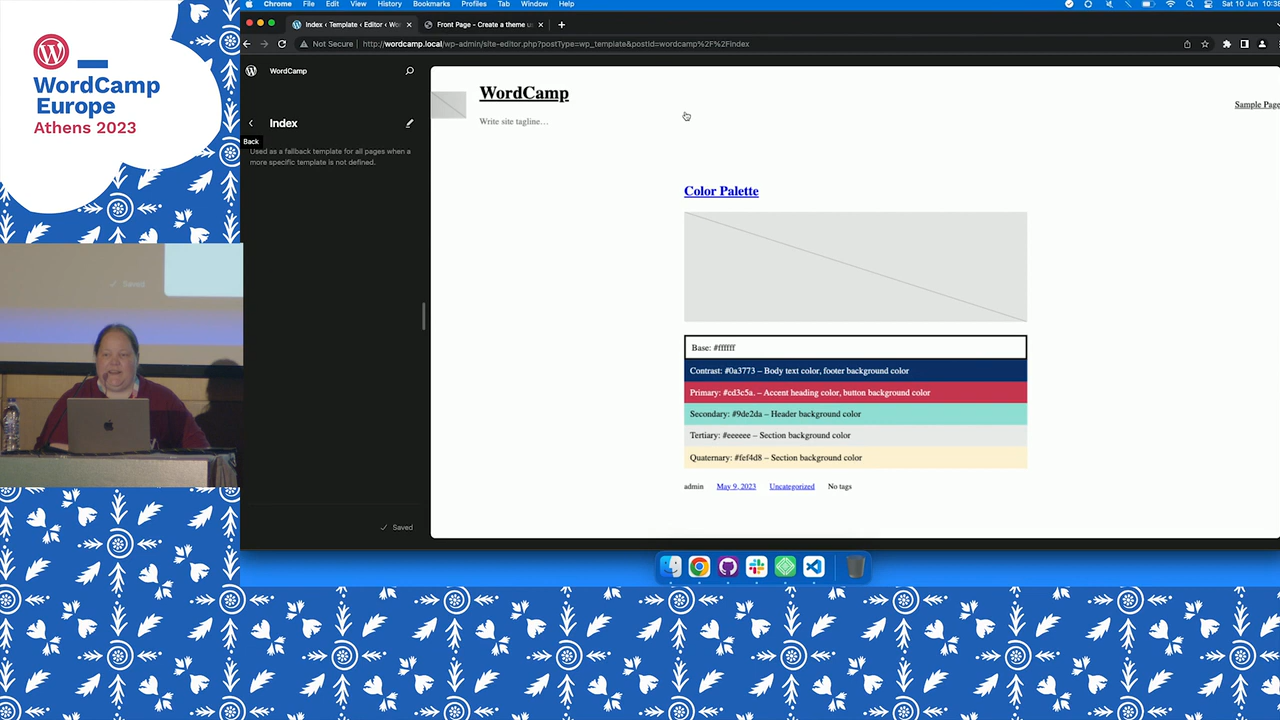 WordCamp
Europe
Athens 2023
Chrome File Edit View History Bookmarks Profiles Tab Window Help
Sat 10 Jun 10:38
Index ‹ Template ‹ Editor ‹ Wo
Front Page - Create a theme u
Not Secure http://wordcamp.local/wp-admin/site-editor.php?postType=wp_template&postId=wordcamp%2F%2Findex
WordCamp
Index
Back
Used as a fallback template for all pages when a
more specific template is not defined.
Saved
WordCamp
Write site tagline…
Sample Page
Color Palette
Base: #ffffff
Contrast: #0a3773 – Body text color, footer background color
Primary: #cd3c5a. – Accent heading color, button background color
Secondary: #9de2da – Header background color
Tertiary: #eeeeee – Section background color
Quaternary: #fef4d8 – Section background color
admin May 9, 2023 Uncategorized No tags
Saved